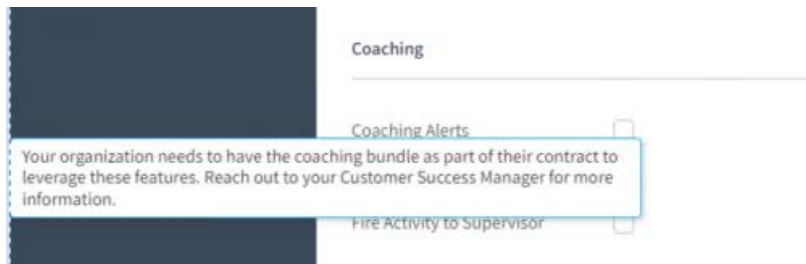 Coaching
Coaching Alerts
Your organization needs to have the coaching bundle as part of their contract to
leverage these features. Reach out to your Customer Success Manager for more
information.
Fire Activity to Supervisor